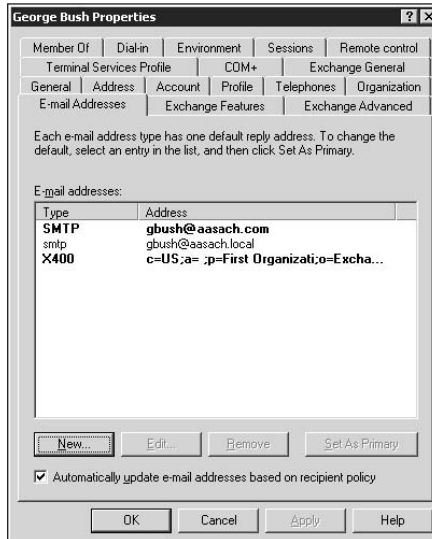 George Bush Properties
Member Of Dial-in Environment Sessions Remote control
Terminal Services Profile COM+ Exchange General
General Address Account Profile Telephones Organization
E-mail Addresses Exchange Features Exchange Advanced
Each e-mail address type has one default reply address. To change the
default, select an entry in the list, and then click Set As Primary.
E-mail addresses:
Type Address
SMTP gbush@aasach.com
smtp gbush@aasach.local
X400 c=US;a= ;p=First Organizati;o=Excha...
New... Edit... Remove Set As Primary
Automatically update e-mail addresses based on recipient policy
OK Cancel Apply Help